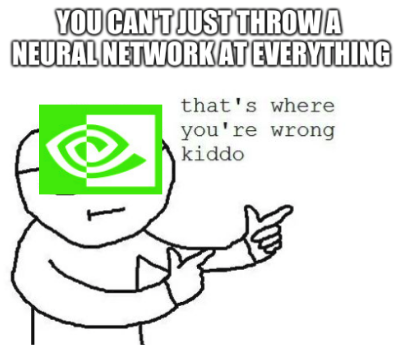 YOU CAN'T JUST THROW A
NEURAL NETWORK AT EVERYTHING
that's where
you're wrong
kiddo